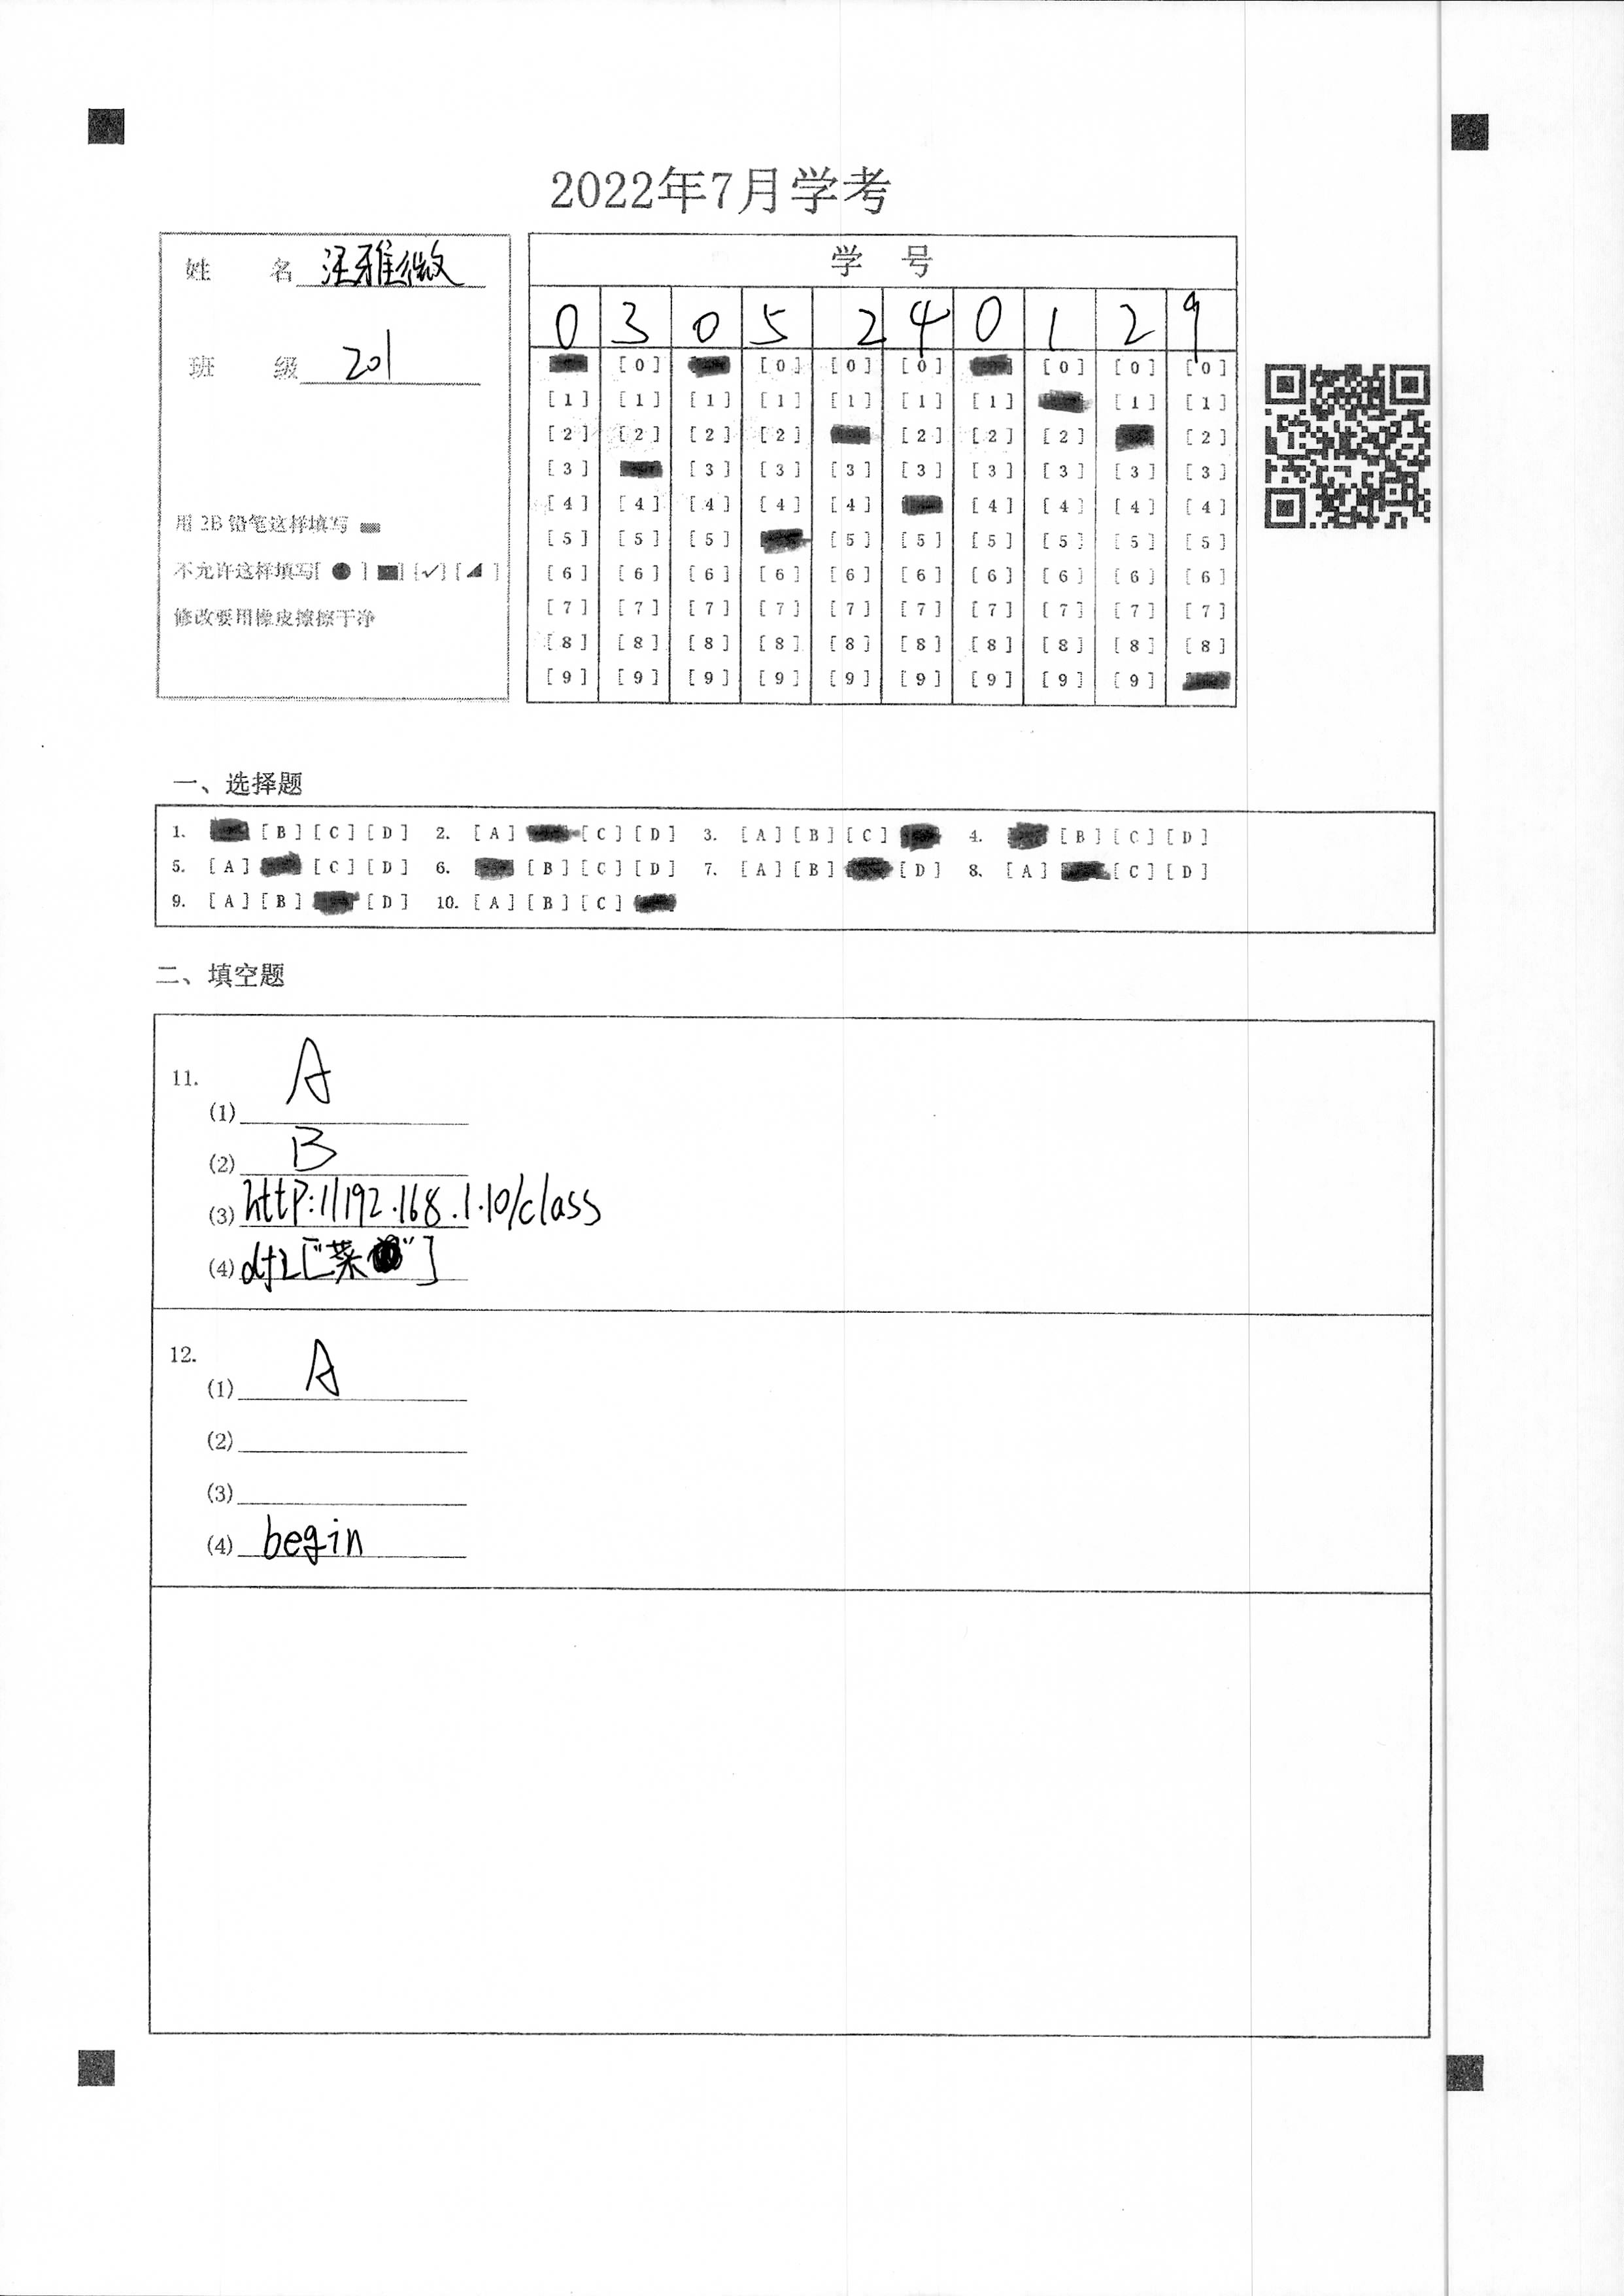 2022年7月学考
姓 名 汪雅微
班 级 201
用 2B 铅笔这样填写
不允许这样填写[ ● ] [■] [✓] [◢ ]
修改要用橡皮擦擦干净
学 号
0 3 0 5 2 4 0 1 2 9
[0] [0] [0] [0] [0] [0] [0]
[1] [1] [1] [1] [1] [1] [1] [1] [1]
[2] [2] [2] [2] [2] [2] [2] [2]
[3] [3] [3] [3] [3] [3] [3] [3] [3]
[4] [4] [4] [4] [4] [4] [4] [4] [4]
[5] [5] [5] [5] [5] [5] [5] [5] [5]
[6] [6] [6] [6] [6] [6] [6] [6] [6] [6]
[7] [7] [7] [7] [7] [7] [7] [7] [7] [7]
[8] [8] [8] [8] [8] [8] [8] [8] [8] [8]
[9] [9] [9] [9] [9] [9] [9] [9] [9]
一、选择题
1. [B] [C] [D] 2. [A] [C] [D] 3. [A] [B] [C] 4. [B] [C] [D]
5. [A] [C] [D] 6. [B] [C] [D] 7. [A] [B] [D] 8. [A] [C] [D]
9. [A] [B] [D] 10. [A] [B] [C]
二、填空题
11.
(1) A
(2) B
(3) http://192.168.1.10/class
(4) df2["菜"]
12.
(1) A
(2)
(3)
(4) begin